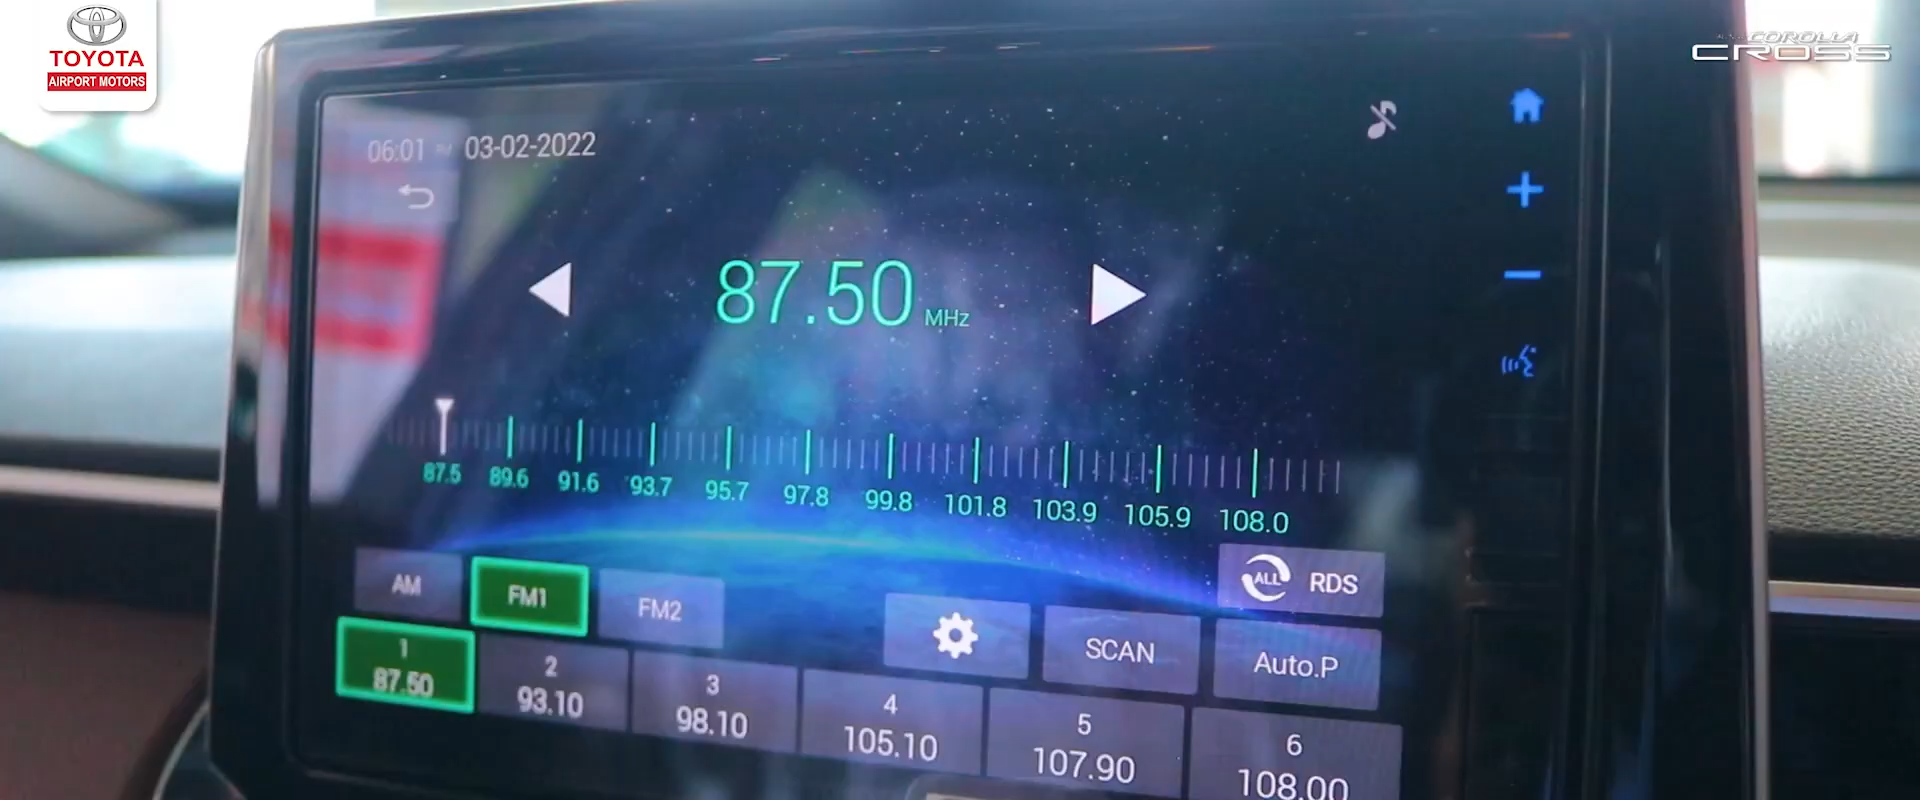 TOYOTA
AIRPORT MOTORS
COROLLA
CROSS
06:01 PM 03-02-2022
87.50 MHz
87.5 89.6 91.6 93.7 95.7 97.8 99.8 101.8 103.9 105.9 108.0
ALL RDS
AM FM1 FM2
SCAN Auto.P
1 2 3 4 5 6
87.50 93.10 98.10 105.10 107.90 108.00